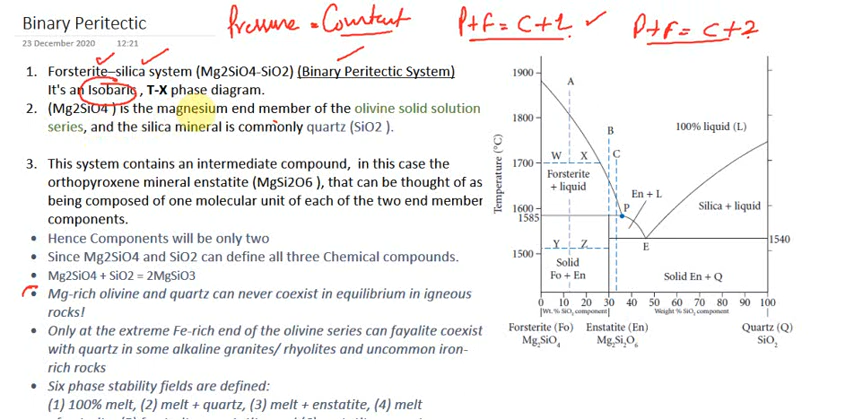 Binary Peritectic
23 December 2020    12:21
Pressure = Constant
P+F = C+1 ✓
P+F = C+2
1. Forsterite–silica system (Mg2SiO4-SiO2) (Binary Peritectic System)
It's an Isobaric , T-X phase diagram.
2. (Mg2SiO4 ) is the magnesium end member of the olivine solid solution
series, and the silica mineral is commonly quartz (SiO2 ).
3. This system contains an intermediate compound, in this case the
orthopyroxene mineral enstatite (MgSi2O6 ), that can be thought of as
being composed of one molecular unit of each of the two end member
components.
• Hence Components will be only two
• Since Mg2SiO4 and SiO2 can define all three Chemical compounds.
• Mg2SiO4 + SiO2 = 2MgSiO3
• Mg-rich olivine and quartz can never coexist in equilibrium in igneous
rocks!
• Only at the extreme Fe-rich end of the olivine series can fayalite coexist
with quartz in some alkaline granites/ rhyolites and uncommon iron-
rich rocks
• Six phase stability fields are defined:
(1) 100% melt, (2) melt + quartz, (3) melt + enstatite, (4) melt
Temperature (°C)
1900
1800
1700
1600
1585
1500
A
B
C
100% liquid (L)
W X
Forsterite
+ liquid
En + L
P
Silica + liquid
1540
Y Z
E
Solid
Fo + En
Solid En + Q
0 10 20 30 40 50 60 70 80 90 100
[Wt. % SiO2 component]
Weight % SiO2 component
Forsterite (Fo) Enstatite (En) Quartz (Q)
Mg2SiO4 Mg2Si2O6 SiO2